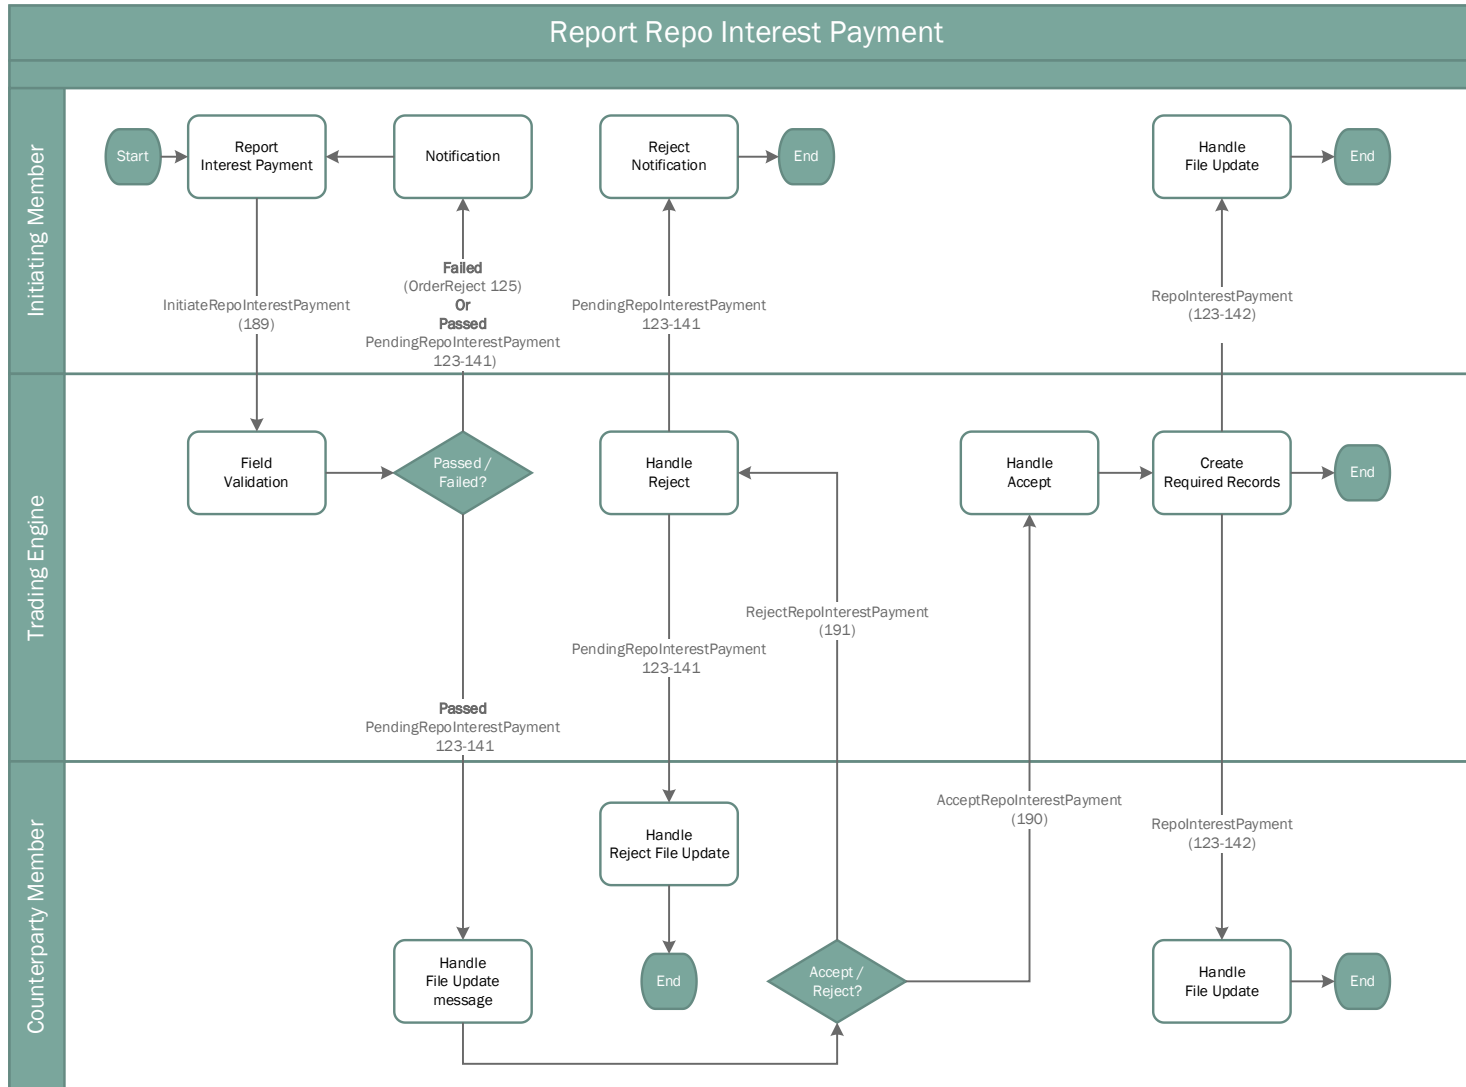 Report Repo Interest Payment
Initiating Member
Start
Report
Interest Payment
Notification
Reject
Notification
End
Handle
File Update
End
InitiateRepoInterestPayment
(189)
Failed
(OrderReject 125)
Or
Passed
PendingRepoInterestPayment
123-141)
PendingRepoInterestPayment
123-141
RepoInterestPayment
(123-142)
Trading Engine
Field
Validation
Passed /
Failed?
Handle
Reject
Handle
Accept
Create
Required Records
End
RejectRepoInterestPayment
(191)
PendingRepoInterestPayment
123-141
Passed
PendingRepoInterestPayment
123-141
Counterparty Member
AcceptRepoInterestPayment
(190)
RepoInterestPayment
(123-142)
Handle
Reject File Update
Handle
File Update
message
End
Accept /
Reject?
Handle
File Update
End